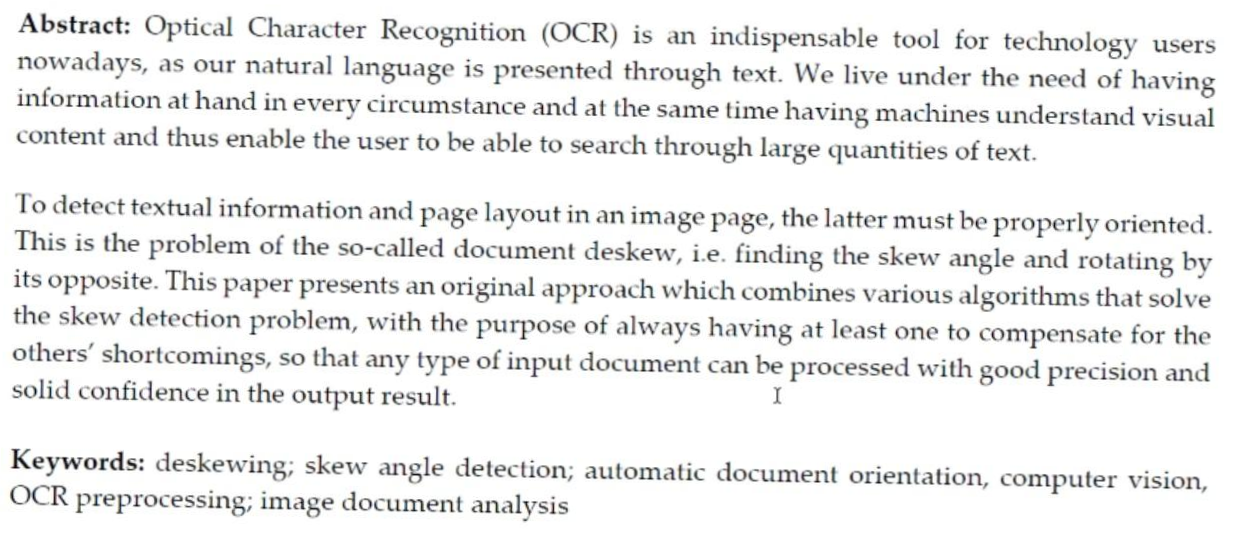 Abstract: Optical Character Recognition (OCR) is an indispensable tool for technology users
nowadays, as our natural language is presented through text. We live under the need of having
information at hand in every circumstance and at the same time having machines understand visual
content and thus enable the user to be able to search through large quantities of text.
To detect textual information and page layout in an image page, the latter must be properly oriented.
This is the problem of the so-called document deskew, i.e. finding the skew angle and rotating by
its opposite. This paper presents an original approach which combines various algorithms that solve
the skew detection problem, with the purpose of always having at least one to compensate for the
others’ shortcomings, so that any type of input document can be processed with good precision and
solid confidence in the output result.
Keywords: deskewing; skew angle detection; automatic document orientation, computer vision,
OCR preprocessing; image document analysis